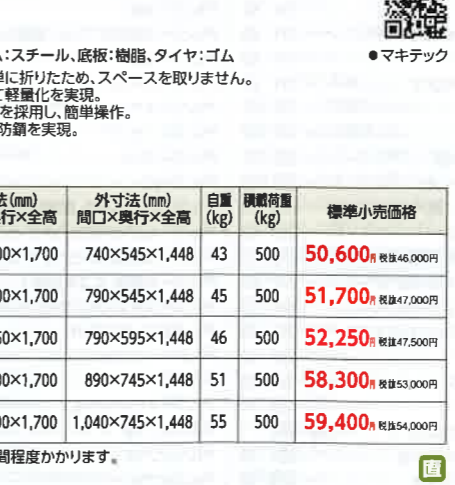 ム:スチール、底板:樹脂、タイヤ:ゴム
●マキテック
単に折りたため、スペースを取りません。
て軽量化を実現。
を採用し、簡単操作。
防錆を実現。
法(mm) 外寸法(mm) 自重 積載荷重 標準小売価格
行×全高 間口×奥行×全高 (kg) (kg)
00×1,700 740×545×1,448 43 500 50,600円 税抜46,000円
00×1,700 790×545×1,448 45 500 51,700円 税抜47,000円
50×1,700 790×595×1,448 46 500 52,250円 税抜47,500円
00×1,700 890×745×1,448 51 500 58,300円 税抜53,000円
00×1,700 1,040×745×1,448 55 500 59,400円 税抜54,000円
間程度かかります。
直